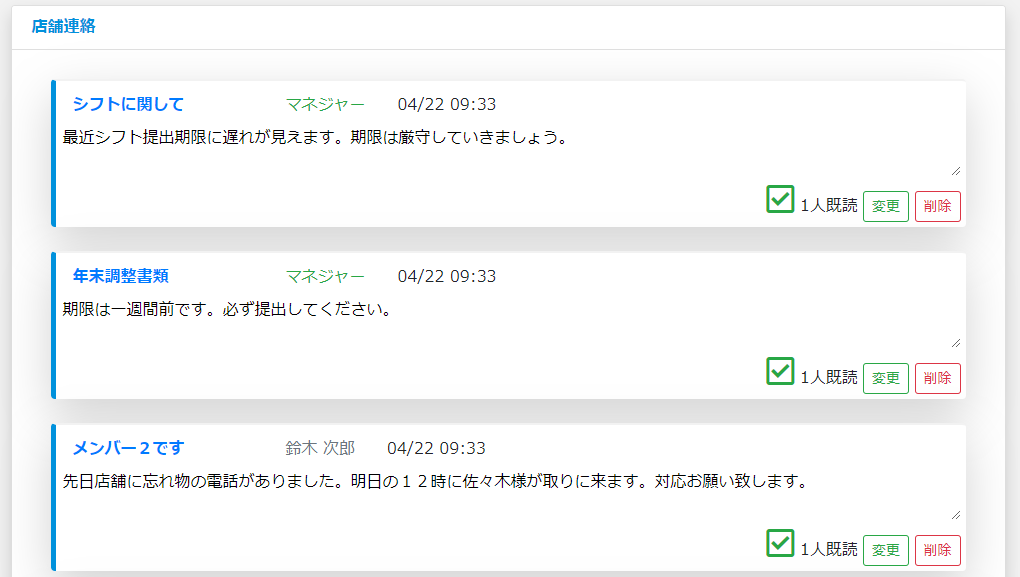 店舗連絡
シフトに関して マネジャー 04/22 09:33
最近シフト提出期限に遅れが見えます。期限は厳守していきましょう。
1人既読 変更 削除
年末調整書類 マネジャー 04/22 09:33
期限は一週間前です。必ず提出してください。
1人既読 変更 削除
メンバー２です 鈴木 次郎 04/22 09:33
先日店舗に忘れ物の電話がありました。明日の１２時に佐々木様が取りに来ます。対応お願い致します。
1人既読 変更 削除